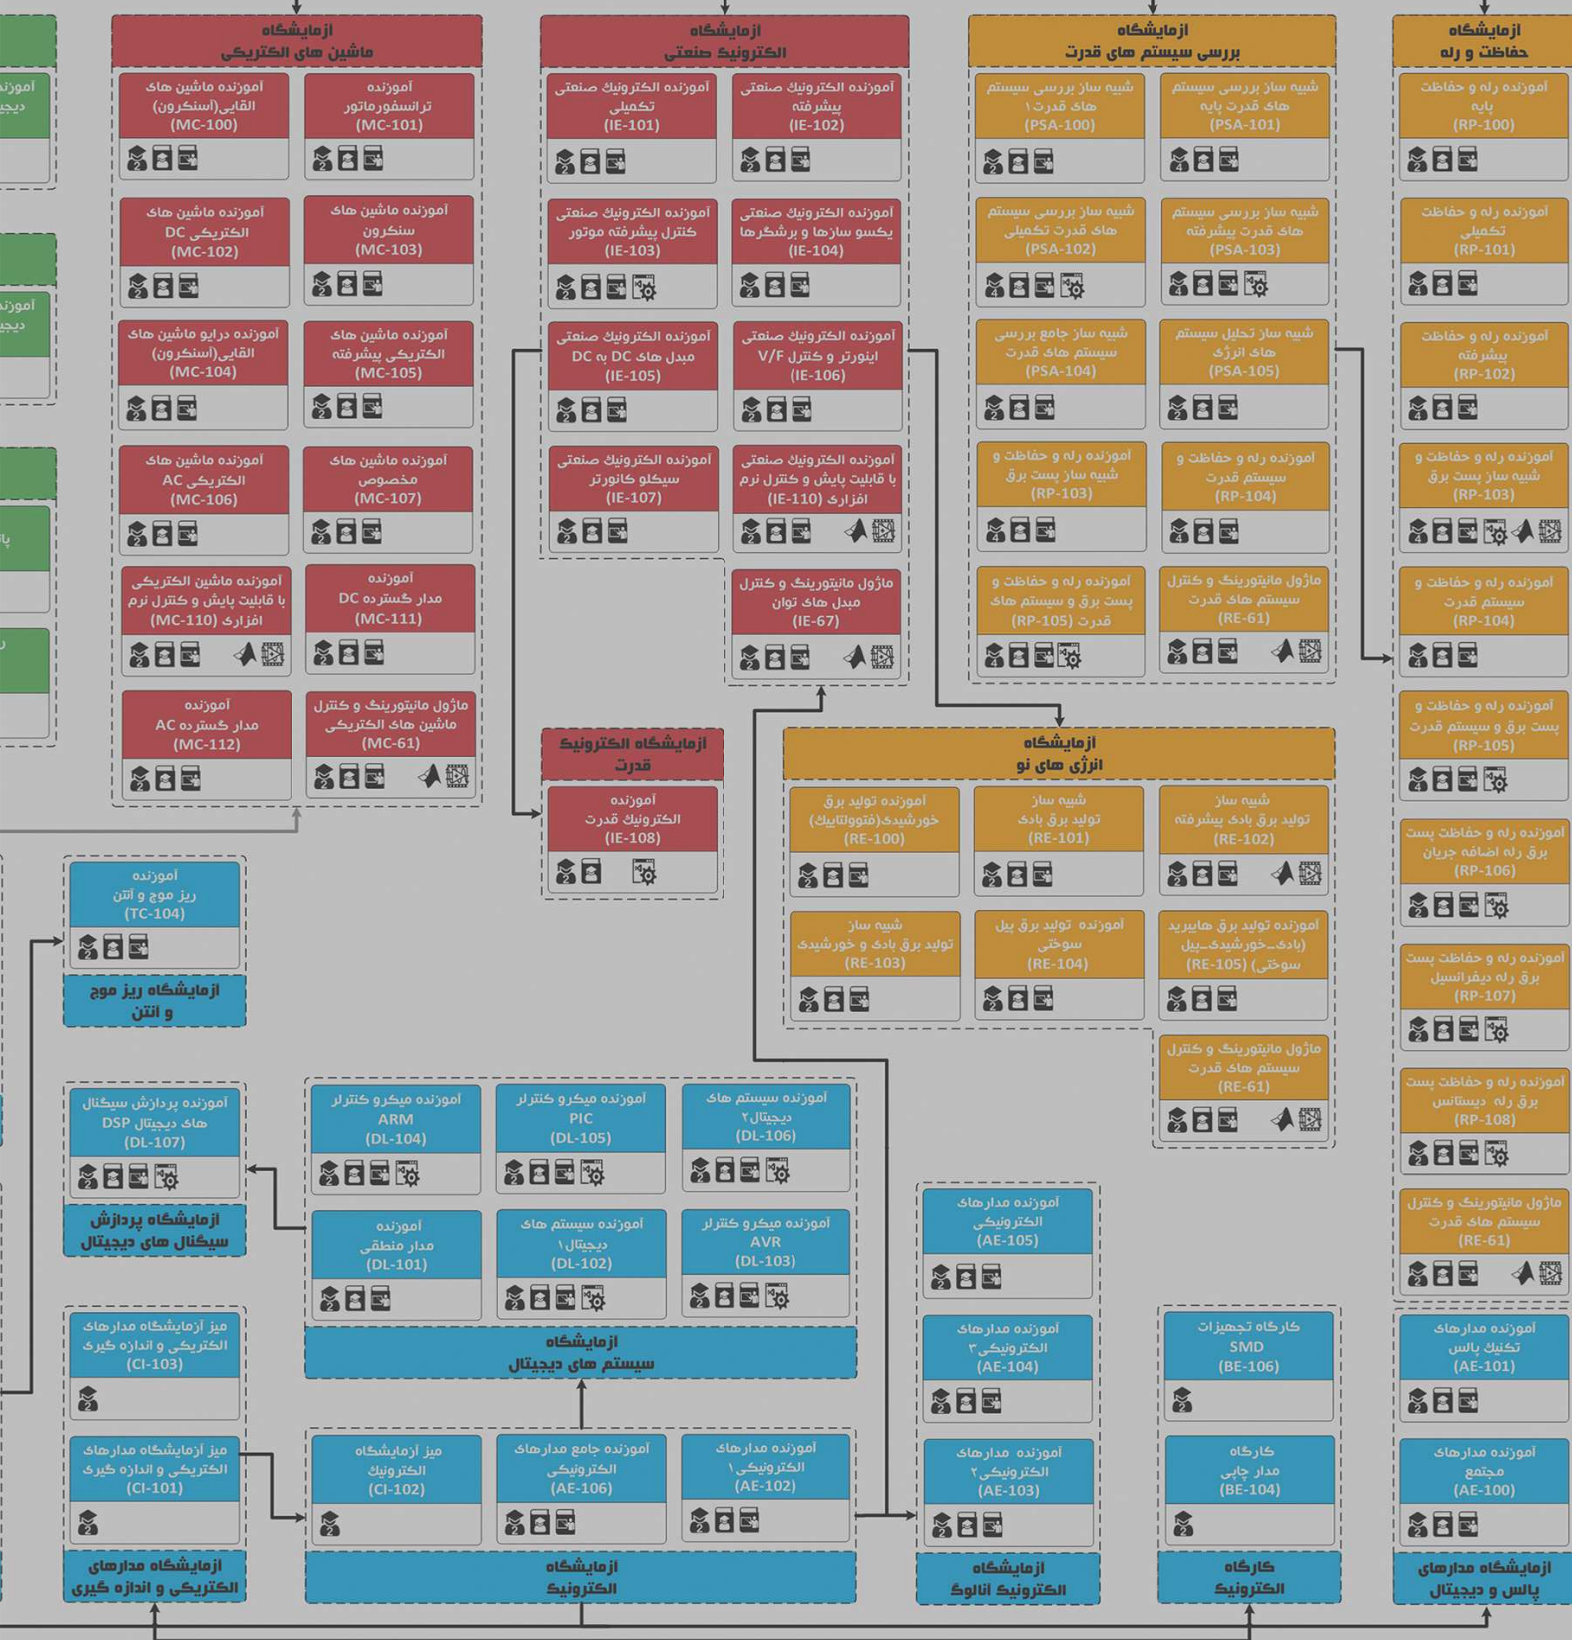 آزمایشگاه
حفاظت و رله
آموزنده رله و حفاظت
پایه
(RP-100)
آموزنده رله و حفاظت
تکمیلی
(RP-101)
آموزنده رله و حفاظت
پیشرفته
(RP-102)
آموزنده رله و حفاظت و
شبیه ساز پست برق
(RP-103)
آموزنده رله و حفاظت و
سیستم قدرت
(RP-104)
آموزنده رله و حفاظت و
پست برق و سیستم قدرت
(RP-105)
آموزنده رله و حفاظت پست
برق رله اضافه جریان
(RP-106)
آموزنده رله و حفاظت پست
برق رله دیفرانسیل
(RP-107)
آموزنده رله و حفاظت پست
برق رله دیستانس
(RP-108)
ماژول مانیتورینگ و کنترل
سیستم های قدرت
(RE-61)
آزمایشگاه
بررسی سیستم های قدرت
شبیه ساز بررسی سیستم
های قدرت پایه
(PSA-101)
شبیه ساز بررسی سیستم
های قدرت ۱
(PSA-100)
شبیه ساز بررسی سیستم
های قدرت پیشرفته
(PSA-103)
شبیه ساز بررسی سیستم
های قدرت تکمیلی
(PSA-102)
شبیه ساز تحلیل سیستم
های انرژی
(PSA-105)
شبیه ساز جامع بررسی
سیستم های قدرت
(PSA-104)
آموزنده رله و حفاظت و
سیستم قدرت
(RP-104)
آموزنده رله و حفاظت و
شبیه ساز پست برق
(RP-103)
ماژول مانیتورینگ و کنترل
سیستم های قدرت
(RE-61)
آموزنده رله و حفاظت و
پست برق و سیستم های
قدرت (RP-105)
آزمایشگاه
الکترونیک صنعتی
آموزنده الکترونیک صنعتی
پیشرفته
(IE-102)
آموزنده الکترونیک صنعتی
تکمیلی
(IE-101)
آموزنده الکترونیک صنعتی
یکسو سازها و برشگرها
(IE-104)
آموزنده الکترونیک صنعتی
کنترل پیشرفته موتور
(IE-103)
آموزنده الکترونیک صنعتی
اینورتر و کنترل V/F
(IE-106)
آموزنده الکترونیک صنعتی
مبدل های DC به DC
(IE-105)
آموزنده الکترونیک صنعتی
با قابلیت پایش و کنترل نرم
افزاری (IE-110)
آموزنده الکترونیک صنعتی
سیکلو کانورتر
(IE-107)
ماژول مانیتورینگ و کنترل
مبدل های توان
(IE-67)
آزمایشگاه
ماشین های الکتریکی
آموزنده
ترانسفورماتور
(MC-101)
آموزنده ماشین های
القایی(آسنکرون)
(MC-100)
آموزنده ماشین های
سنکرون
(MC-103)
آموزنده ماشین های
الکتریکی DC
(MC-102)
آموزنده ماشین های
الکتریکی پیشرفته
(MC-105)
آموزنده درایو ماشین های
القایی(آسنکرون)
(MC-104)
آموزنده ماشین های
مخصوص
(MC-107)
آموزنده ماشین های
الکتریکی AC
(MC-106)
آموزنده
مدار گسترده DC
(MC-111)
آموزنده ماشین الکتریکی
با قابلیت پایش و کنترل نرم
افزاری (MC-110)
ماژول مانیتورینگ و کنترل
ماشین های الکتریکی
(MC-61)
آموزنده
مدار گسترده AC
(MC-112)
آزمایشگاه
انرژی های نو
شبیه ساز
تولید برق بادی پیشرفته
(RE-102)
شبیه ساز
تولید برق بادی
(RE-101)
آموزنده تولید برق
خورشیدی(فتوولتاییک)
(RE-100)
آموزنده تولید برق هایبرید
(بادی_خورشیدی_پیل
سوختی) (RE-105)
آموزنده تولید برق پیل
سوختی
(RE-104)
شبیه ساز
تولید برق بادی و خورشیدی
(RE-103)
ماژول مانیتورینگ و کنترل
سیستم های قدرت
(RE-61)
آزمایشگاه الکترونیک
قدرت
آموزنده
الکترونیک قدرت
(IE-108)
آموزنده
ریز موج و آنتن
(TC-104)
آزمایشگاه ریز موج
و آنتن
آموزنده سیستم های
دیجیتال۲
(DL-106)
آموزنده میکرو کنترلر
PIC
(DL-105)
آموزنده میکرو کنترلر
ARM
(DL-104)
آموزنده میکرو کنترلر
AVR
(DL-103)
آموزنده سیستم های
دیجیتال۱
(DL-102)
آموزنده
مدار منطقی
(DL-101)
آزمایشگاه
سیستم های دیجیتال
آموزنده پردازش سیگنال
های دیجیتال DSP
(DL-107)
آزمایشگاه پردازش
سیگنال های دیجیتال
آموزنده مدارهای
تکنیک پالس
(AE-101)
آموزنده مدارهای
مجتمع
(AE-100)
آزمایشگاه مدارهای
پالس و دیجیتال
کارگاه تجهیزات
SMD
(BE-106)
کارگاه
مدار چاپی
(BE-104)
کارگاه
الکترونیک
آموزنده مدارهای
الکترونیکی
(AE-105)
آموزنده مدارهای
الکترونیکی۳
(AE-104)
آموزنده مدارهای
الکترونیکی۲
(AE-103)
آزمایشگاه
الکترونیک آنالوگ
آموزنده مدارهای
الکترونیکی۱
(AE-102)
آموزنده جامع مدارهای
الکترونیکی
(AE-106)
میز آزمایشگاه
الکترونیک
(CI-102)
آزمایشگاه
الکترونیک
میز آزمایشگاه مدارهای
الکتریکی و اندازه گیری
(CI-103)
میز آزمایشگاه مدارهای
الکتریکی و اندازه گیری
(CI-101)
آزمایشگاه مدارهای
الکتریکی و اندازه گیری